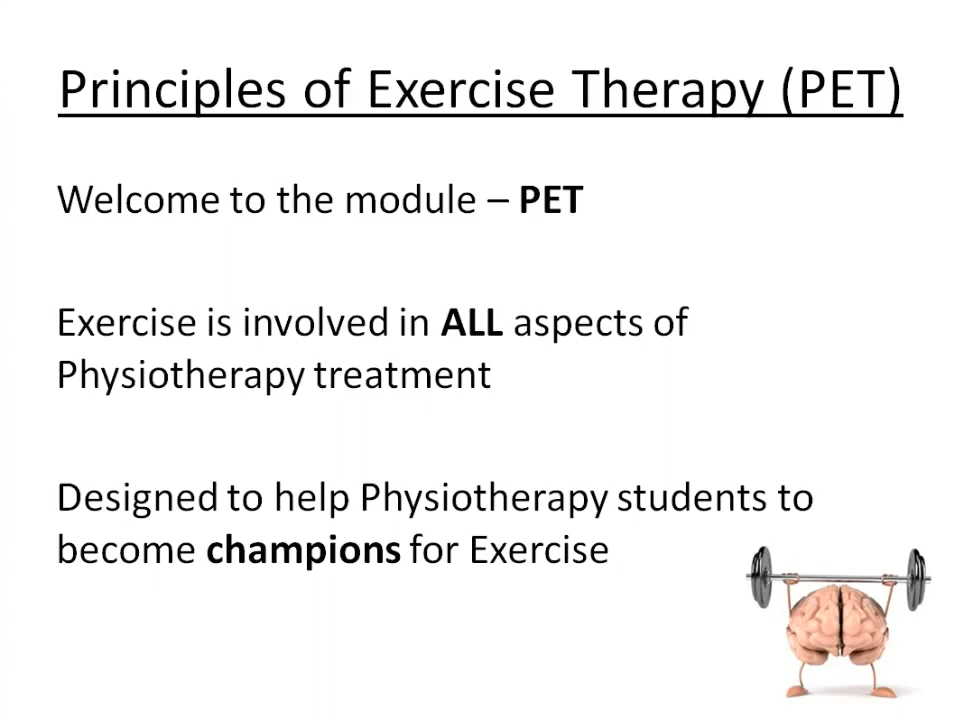 Principles of Exercise Therapy (PET)
Welcome to the module – PET
Exercise is involved in ALL aspects of
Physiotherapy treatment
Designed to help Physiotherapy students to
become champions for Exercise